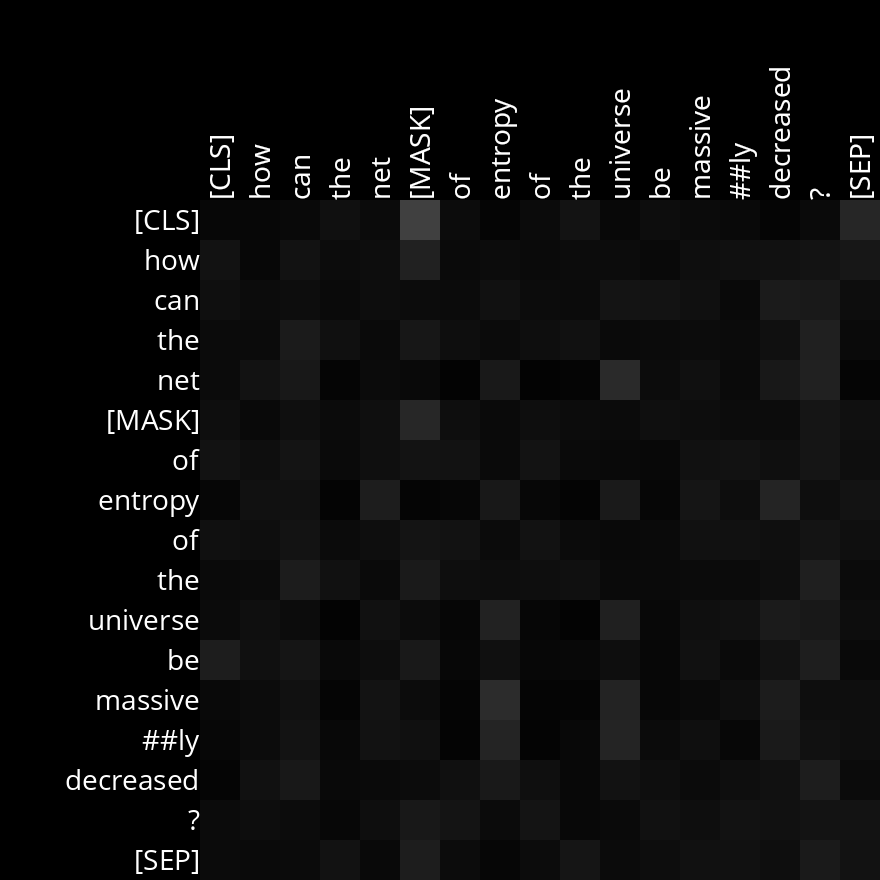 [CLS] how can the net [MASK] of entropy of the universe be massive ##ly decreased ? [SEP]
[CLS]
how
can
the
net
[MASK]
of
entropy
of
the
universe
be
massive
##ly
decreased
?
[SEP]